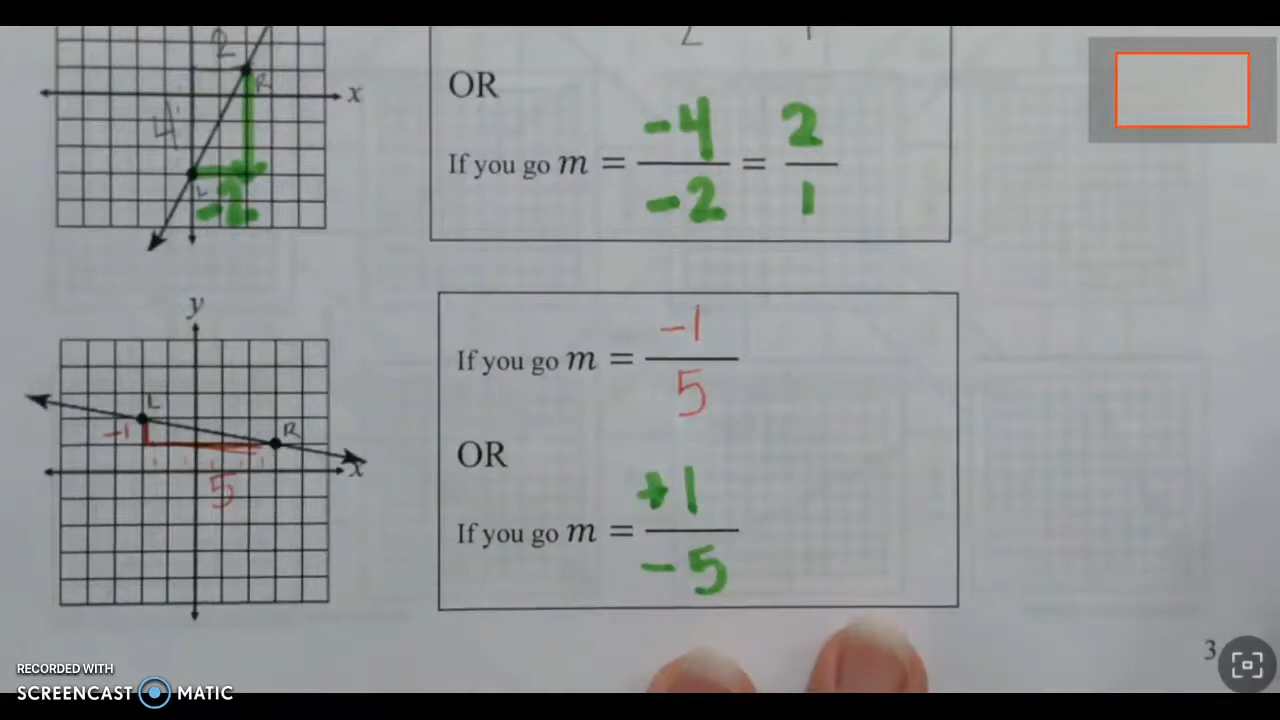 2
R
x
4
L
-2
2
OR
If you go m = -4/-2 = 2/1
y
L
-1
R
x
5
If you go m = -1/5
OR
If you go m = +1/-5
3
RECORDED WITH
SCREENCAST MATIC